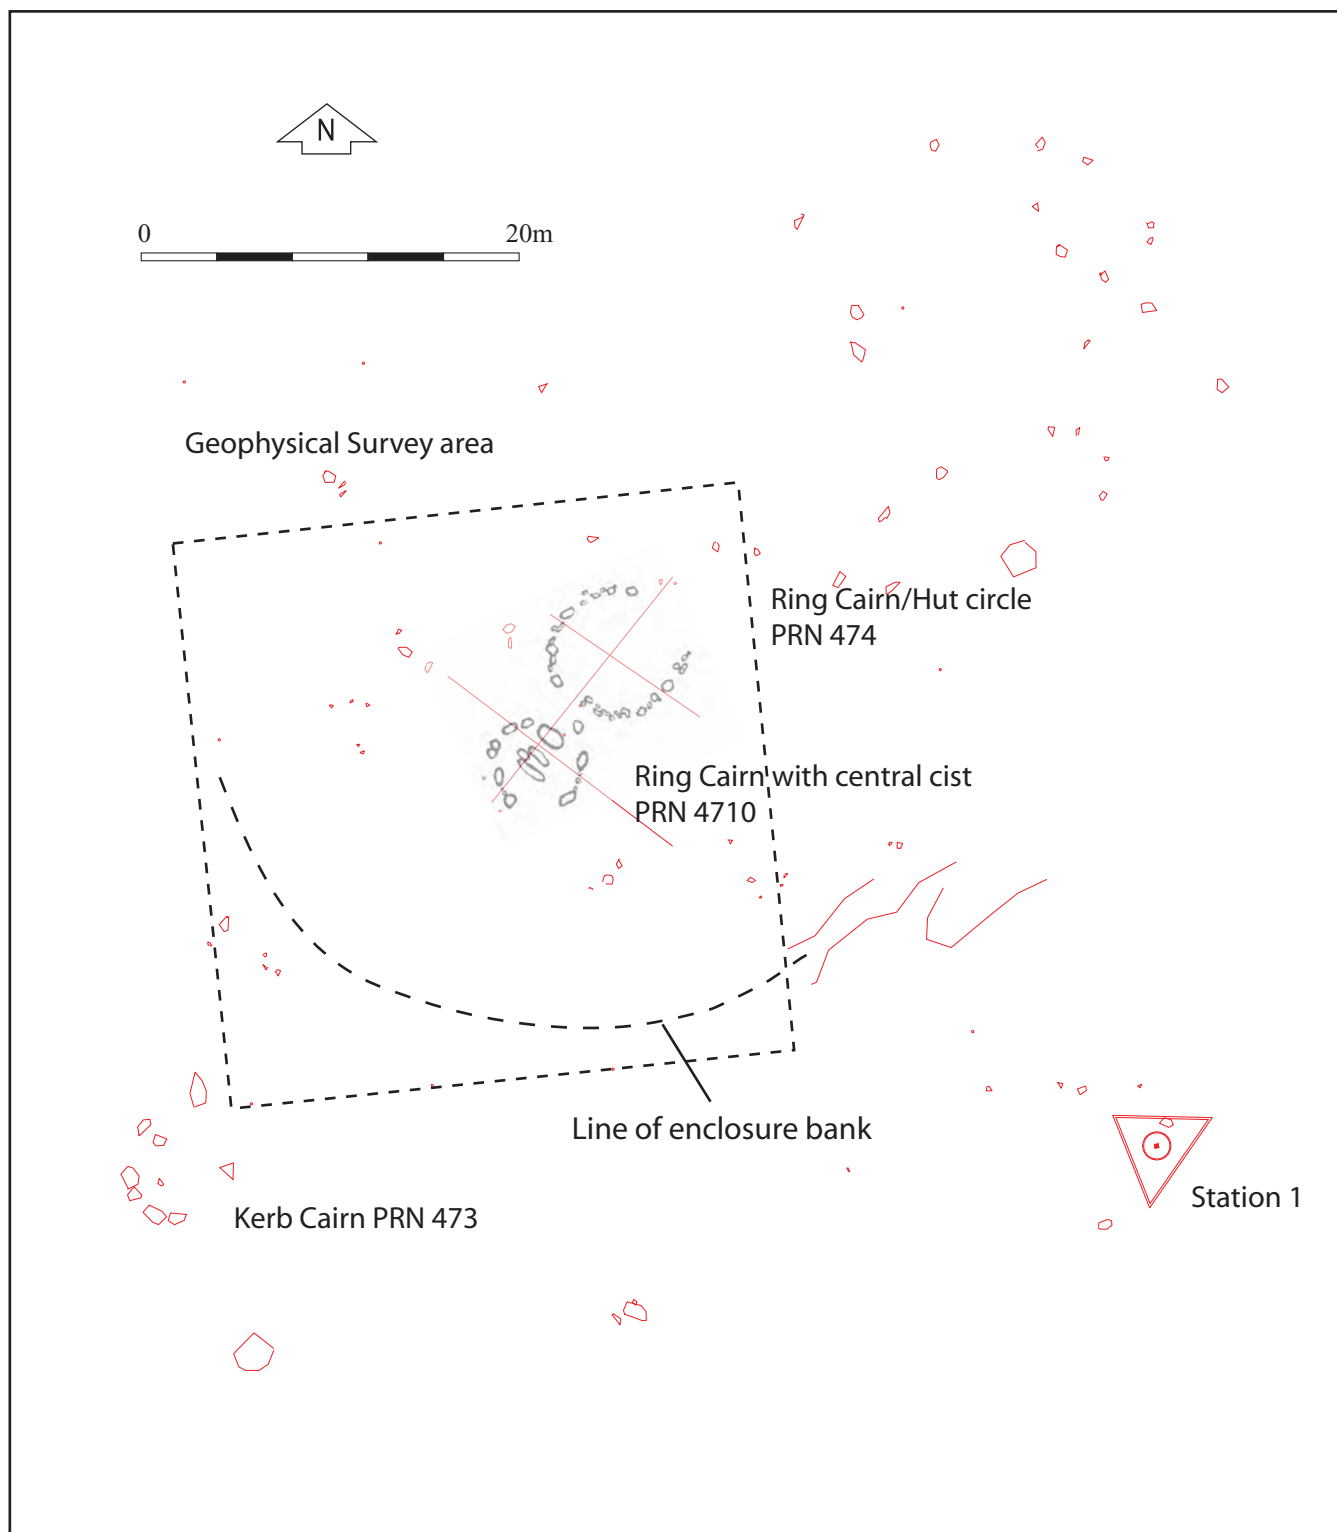 N
0 20m
Geophysical Survey area
Ring Cairn/Hut circle
PRN 474
Ring Cairn with central cist
PRN 4710
Line of enclosure bank
Station 1
Kerb Cairn PRN 473